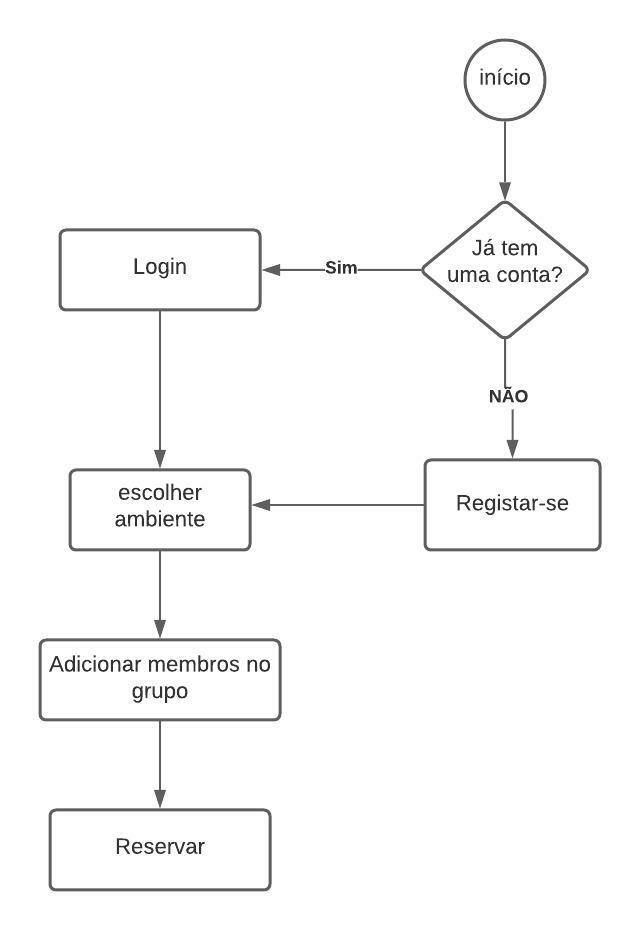 início
Já tem
uma conta?
Sim
Login
NÃO
Registar-se
escolher
ambiente
Adicionar membros no
grupo
Reservar